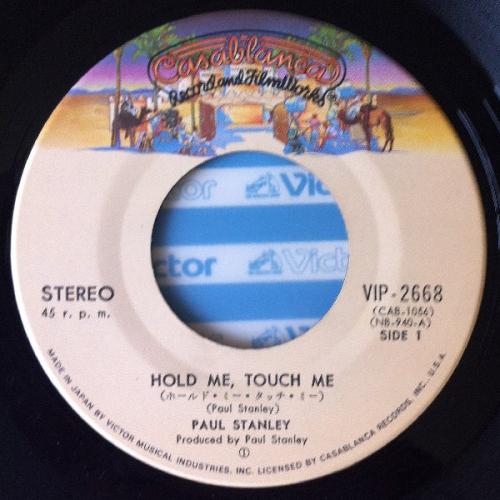 Casablanca
Record and FilmWorks
Victor
ctor
Victor
STEREO
45 r. p. m.
VIP-2668
(CAB-1056)
(NB-940-A)
SIDE 1
HOLD ME, TOUCH ME
(ホールド・ミー・タッチ・ミー)
(Paul Stanley)
PAUL STANLEY
Produced by Paul Stanley
①
MADE IN JAPAN BY VICTOR MUSICAL INDUSTRIES, INC. LICENSED BY CASABLANCA RECORDS, INC., U.S.A.